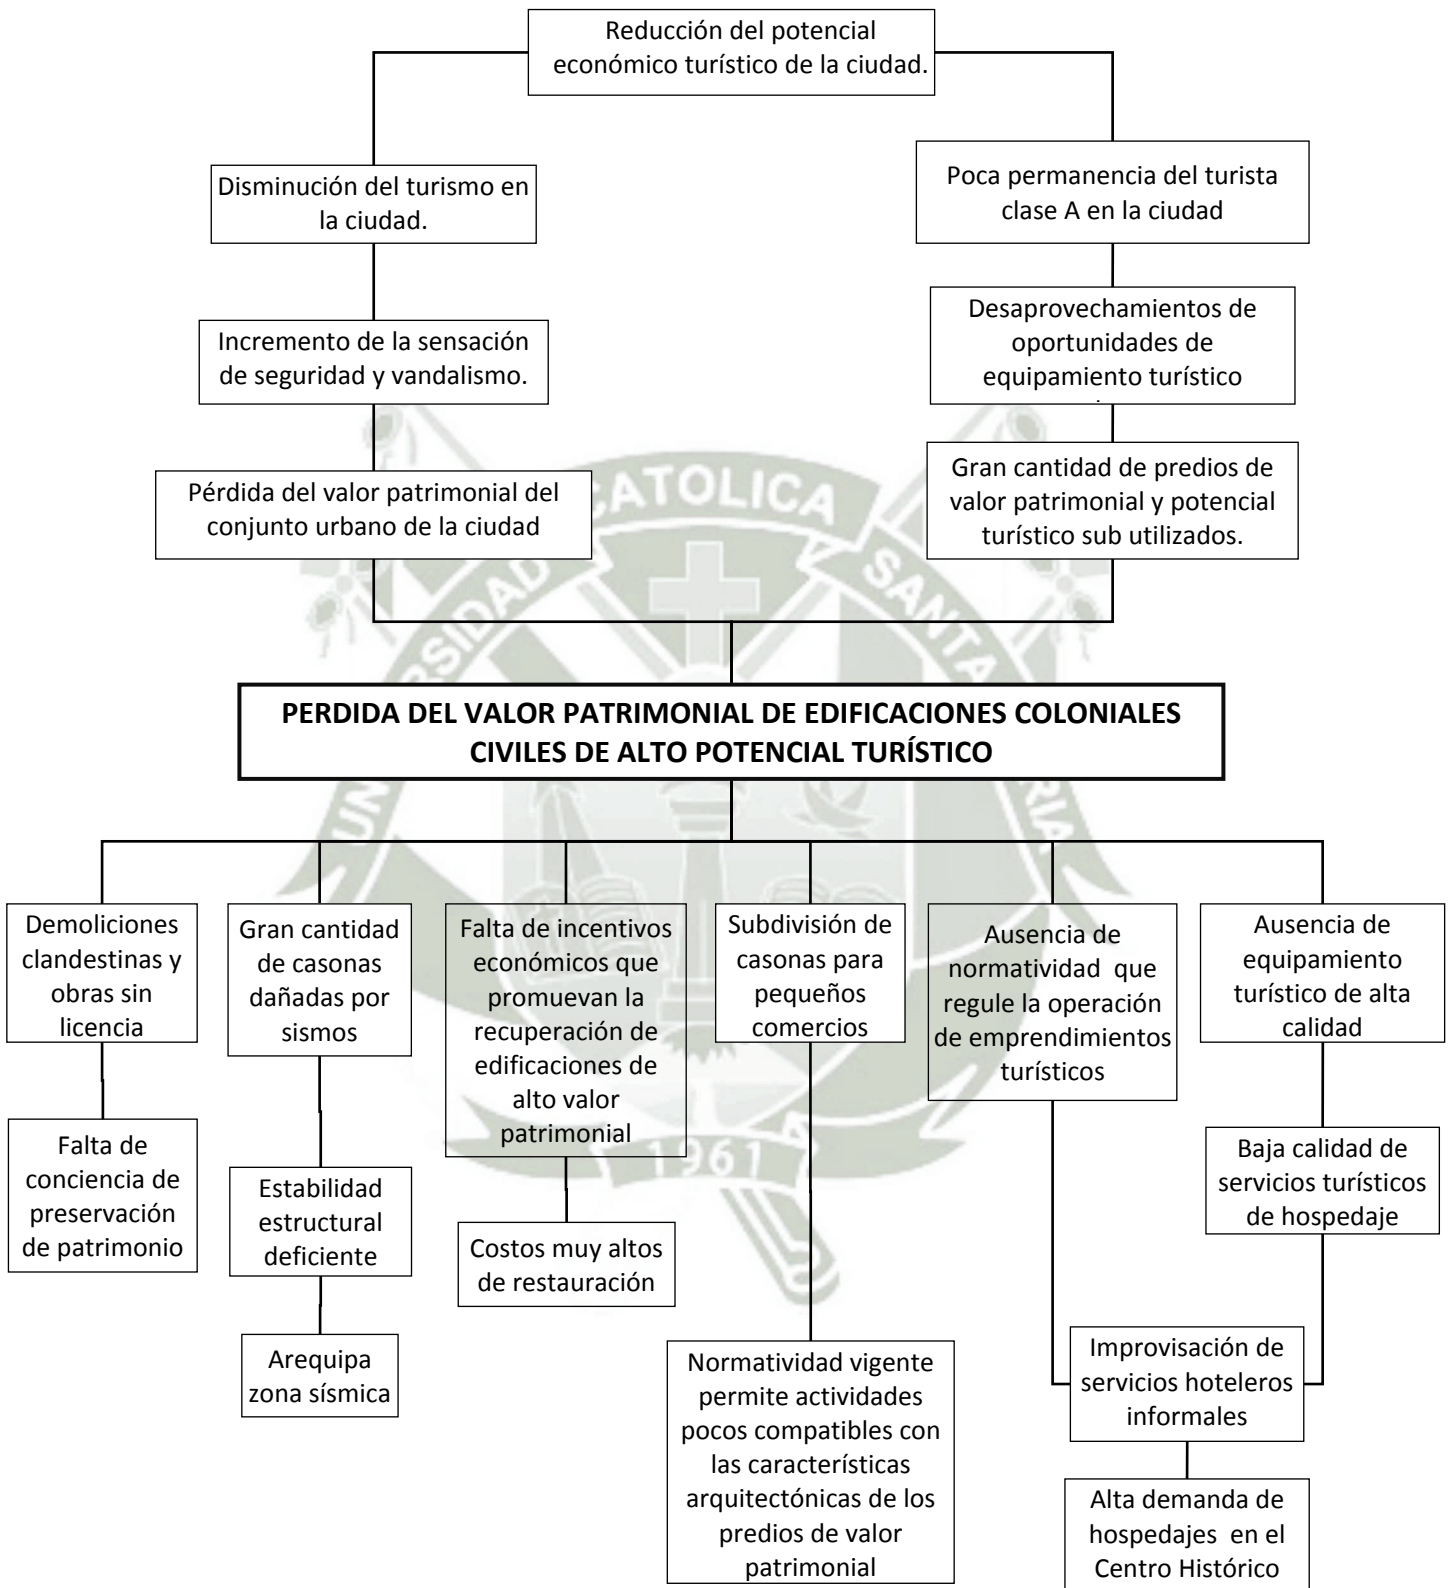 Reducción del potencial
económico turístico de la ciudad.
Disminución del turismo en
la ciudad.
Poca permanencia del turista
clase A en la ciudad
Incremento de la sensación
de seguridad y vandalismo.
Desaprovechamientos de
oportunidades de
equipamiento turístico
Pérdida del valor patrimonial del
conjunto urbano de la ciudad
Gran cantidad de predios de
valor patrimonial y potencial
turístico sub utilizados.
CATOLICA
SANTA
PERDIDA DEL VALOR PATRIMONIAL DE EDIFICACIONES COLONIALES
CIVILES DE ALTO POTENCIAL TURÍSTICO
Demoliciones
clandestinas y
obras sin
licencia
Gran cantidad
de casonas
dañadas por
sismos
Falta de incentivos
económicos que
promuevan la
recuperación de
edificaciones de
alto valor
patrimonial
Subdivisión de
casonas para
pequeños
comercios
Ausencia de
normatividad que
regule la operación
de emprendimientos
turísticos
Ausencia de
equipamiento
turístico de alta
calidad
Falta de
conciencia de
preservación
de patrimonio
Estabilidad
estructural
deficiente
Costos muy altos
de restauración
Baja calidad de
servicios turísticos
de hospedaje
1961
Arequipa
zona sísmica
Normatividad vigente
permite actividades
pocos compatibles con
las características
arquitectónicas de los
predios de valor
patrimonial
Improvisación de
servicios hoteleros
informales
Alta demanda de
hospedajes en el
Centro Histórico